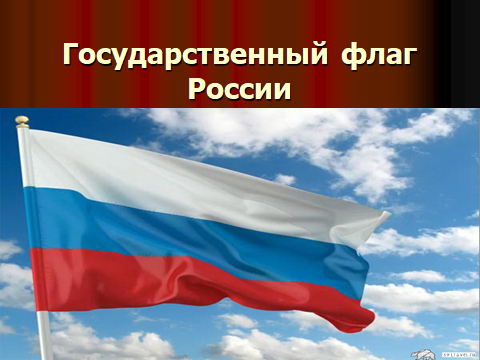 Государственный флаг
России